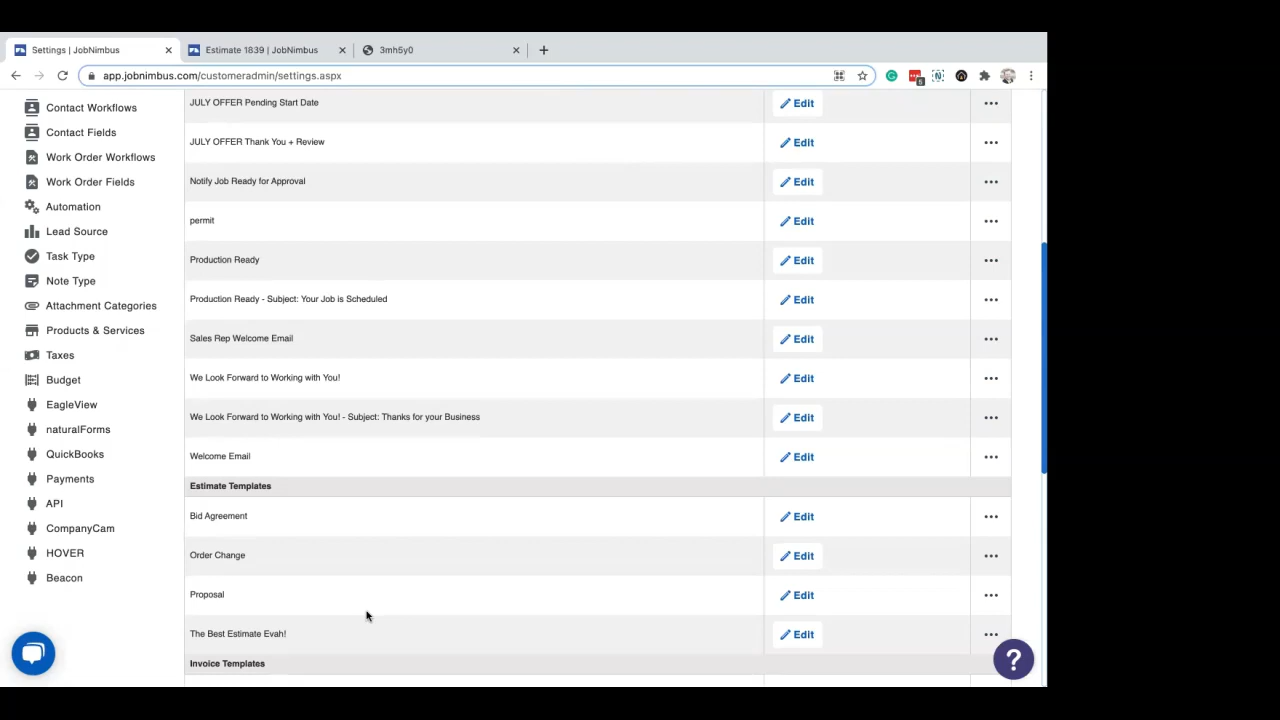 Settings | JobNimbus
Estimate 1839 | JobNimbus
3mh5y0
app.jobnimbus.com/customeradmin/settings.aspx
Contact Workflows
Contact Fields
Work Order Workflows
Work Order Fields
Automation
Lead Source
Task Type
Note Type
Attachment Categories
Products & Services
Taxes
Budget
EagleView
naturalForms
QuickBooks
Payments
API
CompanyCam
HOVER
Beacon
JULY OFFER Pending Start Date Edit
JULY OFFER Thank You + Review Edit
Notify Job Ready for Approval Edit
permit Edit
Production Ready Edit
Production Ready - Subject: Your Job is Scheduled Edit
Sales Rep Welcome Email Edit
We Look Forward to Working with You! Edit
We Look Forward to Working with You! - Subject: Thanks for your Business Edit
Welcome Email Edit
Estimate Templates
Bid Agreement Edit
Order Change Edit
Proposal Edit
The Best Estimate Evah! Edit
Invoice Templates
?